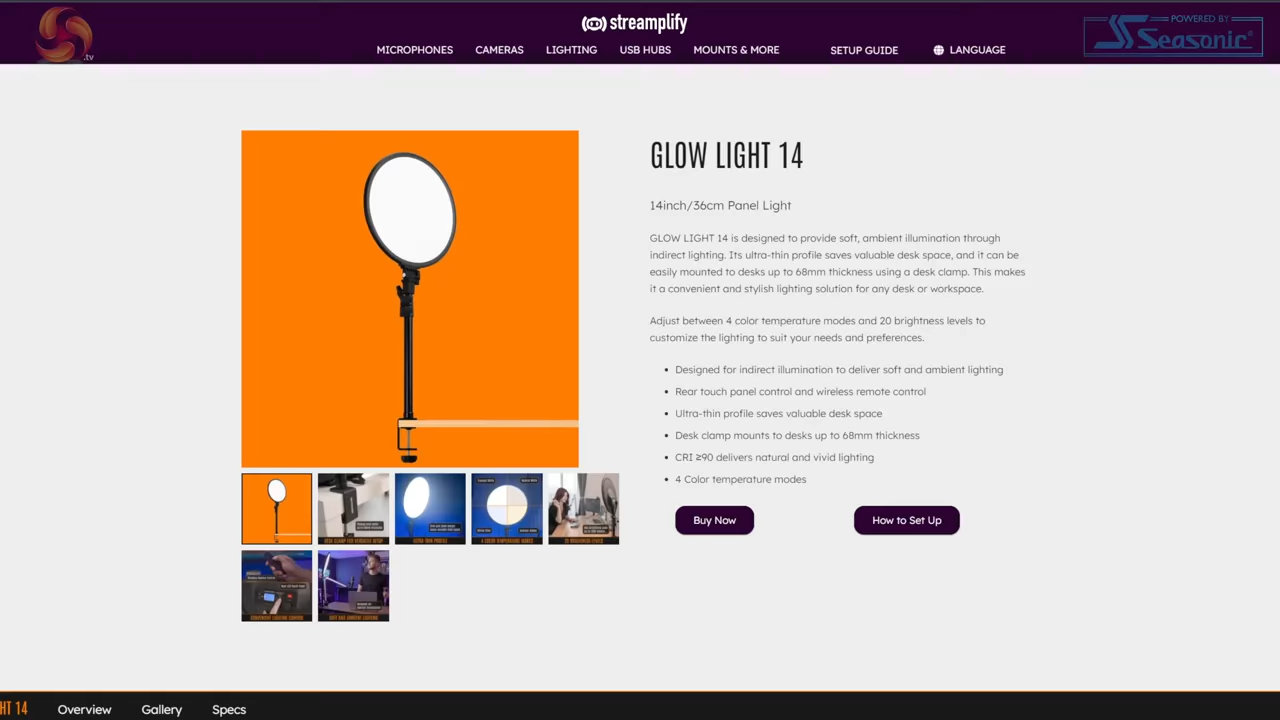 .tv
streamplify
POWERED BY
Seasonic
MICROPHONES CAMERAS LIGHTING USB HUBS MOUNTS & MORE SETUP GUIDE LANGUAGE
GLOW LIGHT 14
14inch/36cm Panel Light
GLOW LIGHT 14 is designed to provide soft, ambient illumination through
indirect lighting. Its ultra-thin profile saves valuable desk space, and it can be
easily mounted to desks up to 68mm thickness using a desk clamp. This makes
it a convenient and stylish lighting solution for any desk or workspace.
Adjust between 4 color temperature modes and 20 brightness levels to
customize the lighting to suit your needs and preferences.
• Designed for indirect illumination to deliver soft and ambient lighting
• Rear touch panel control and wireless remote control
• Ultra-thin profile saves valuable desk space
• Desk clamp mounts to desks up to 68mm thickness
• CRI ≥90 delivers natural and vivid lighting
• 4 Color temperature modes
Buy Now How to Set Up
HT 14 Overview Gallery Specs